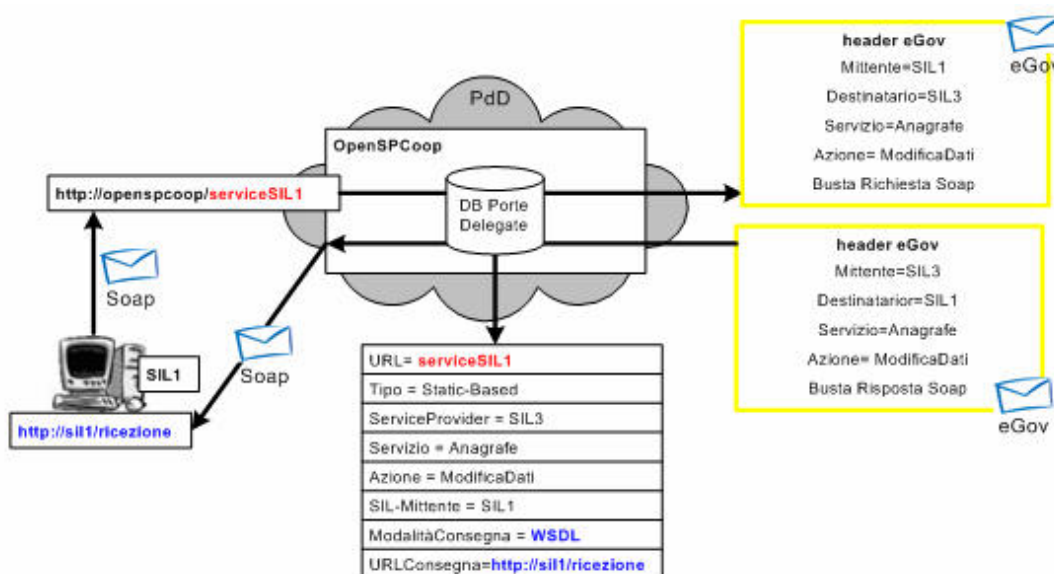 PdD
OpenSPCoop
http://openspcoop/serviceSIL1
DB Porte
Delegate
Soap
Soap
SIL1
http://sil1/ricezione
header eGov
Mittente=SIL1
Destinatario=SIL3
Servizio=Anagrafe
Azione= ModificaDati
Busta Richiesta Soap
eGov
header eGov
Mittente=SIL3
Destinatarior=SIL1
Servizio=Anagrafe
Azione= ModificaDati
Busta Risposta Soap
eGov
URL= serviceSIL1
Tipo = Static-Based
ServiceProvider = SIL3
Servizio = Anagrafe
Azione = ModificaDati
SIL-Mittente = SIL1
ModalitàConsegna = WSDL
URLConsegna=http://sil1/ricezione